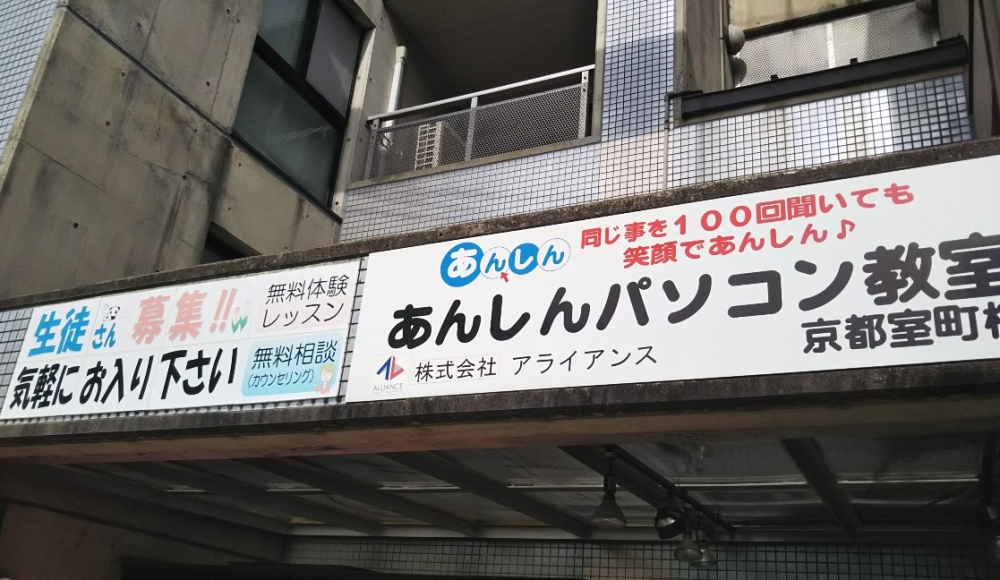 生徒さん募集!!
無料体験
レッスン
気軽にお入り下さい
無料相談
(カウンセリング)
あんしん
同じ事を100回聞いても
笑顔であんしん♪
あんしんパソコン教室
京都室町
ALLIANCE
株式会社 アライアンス